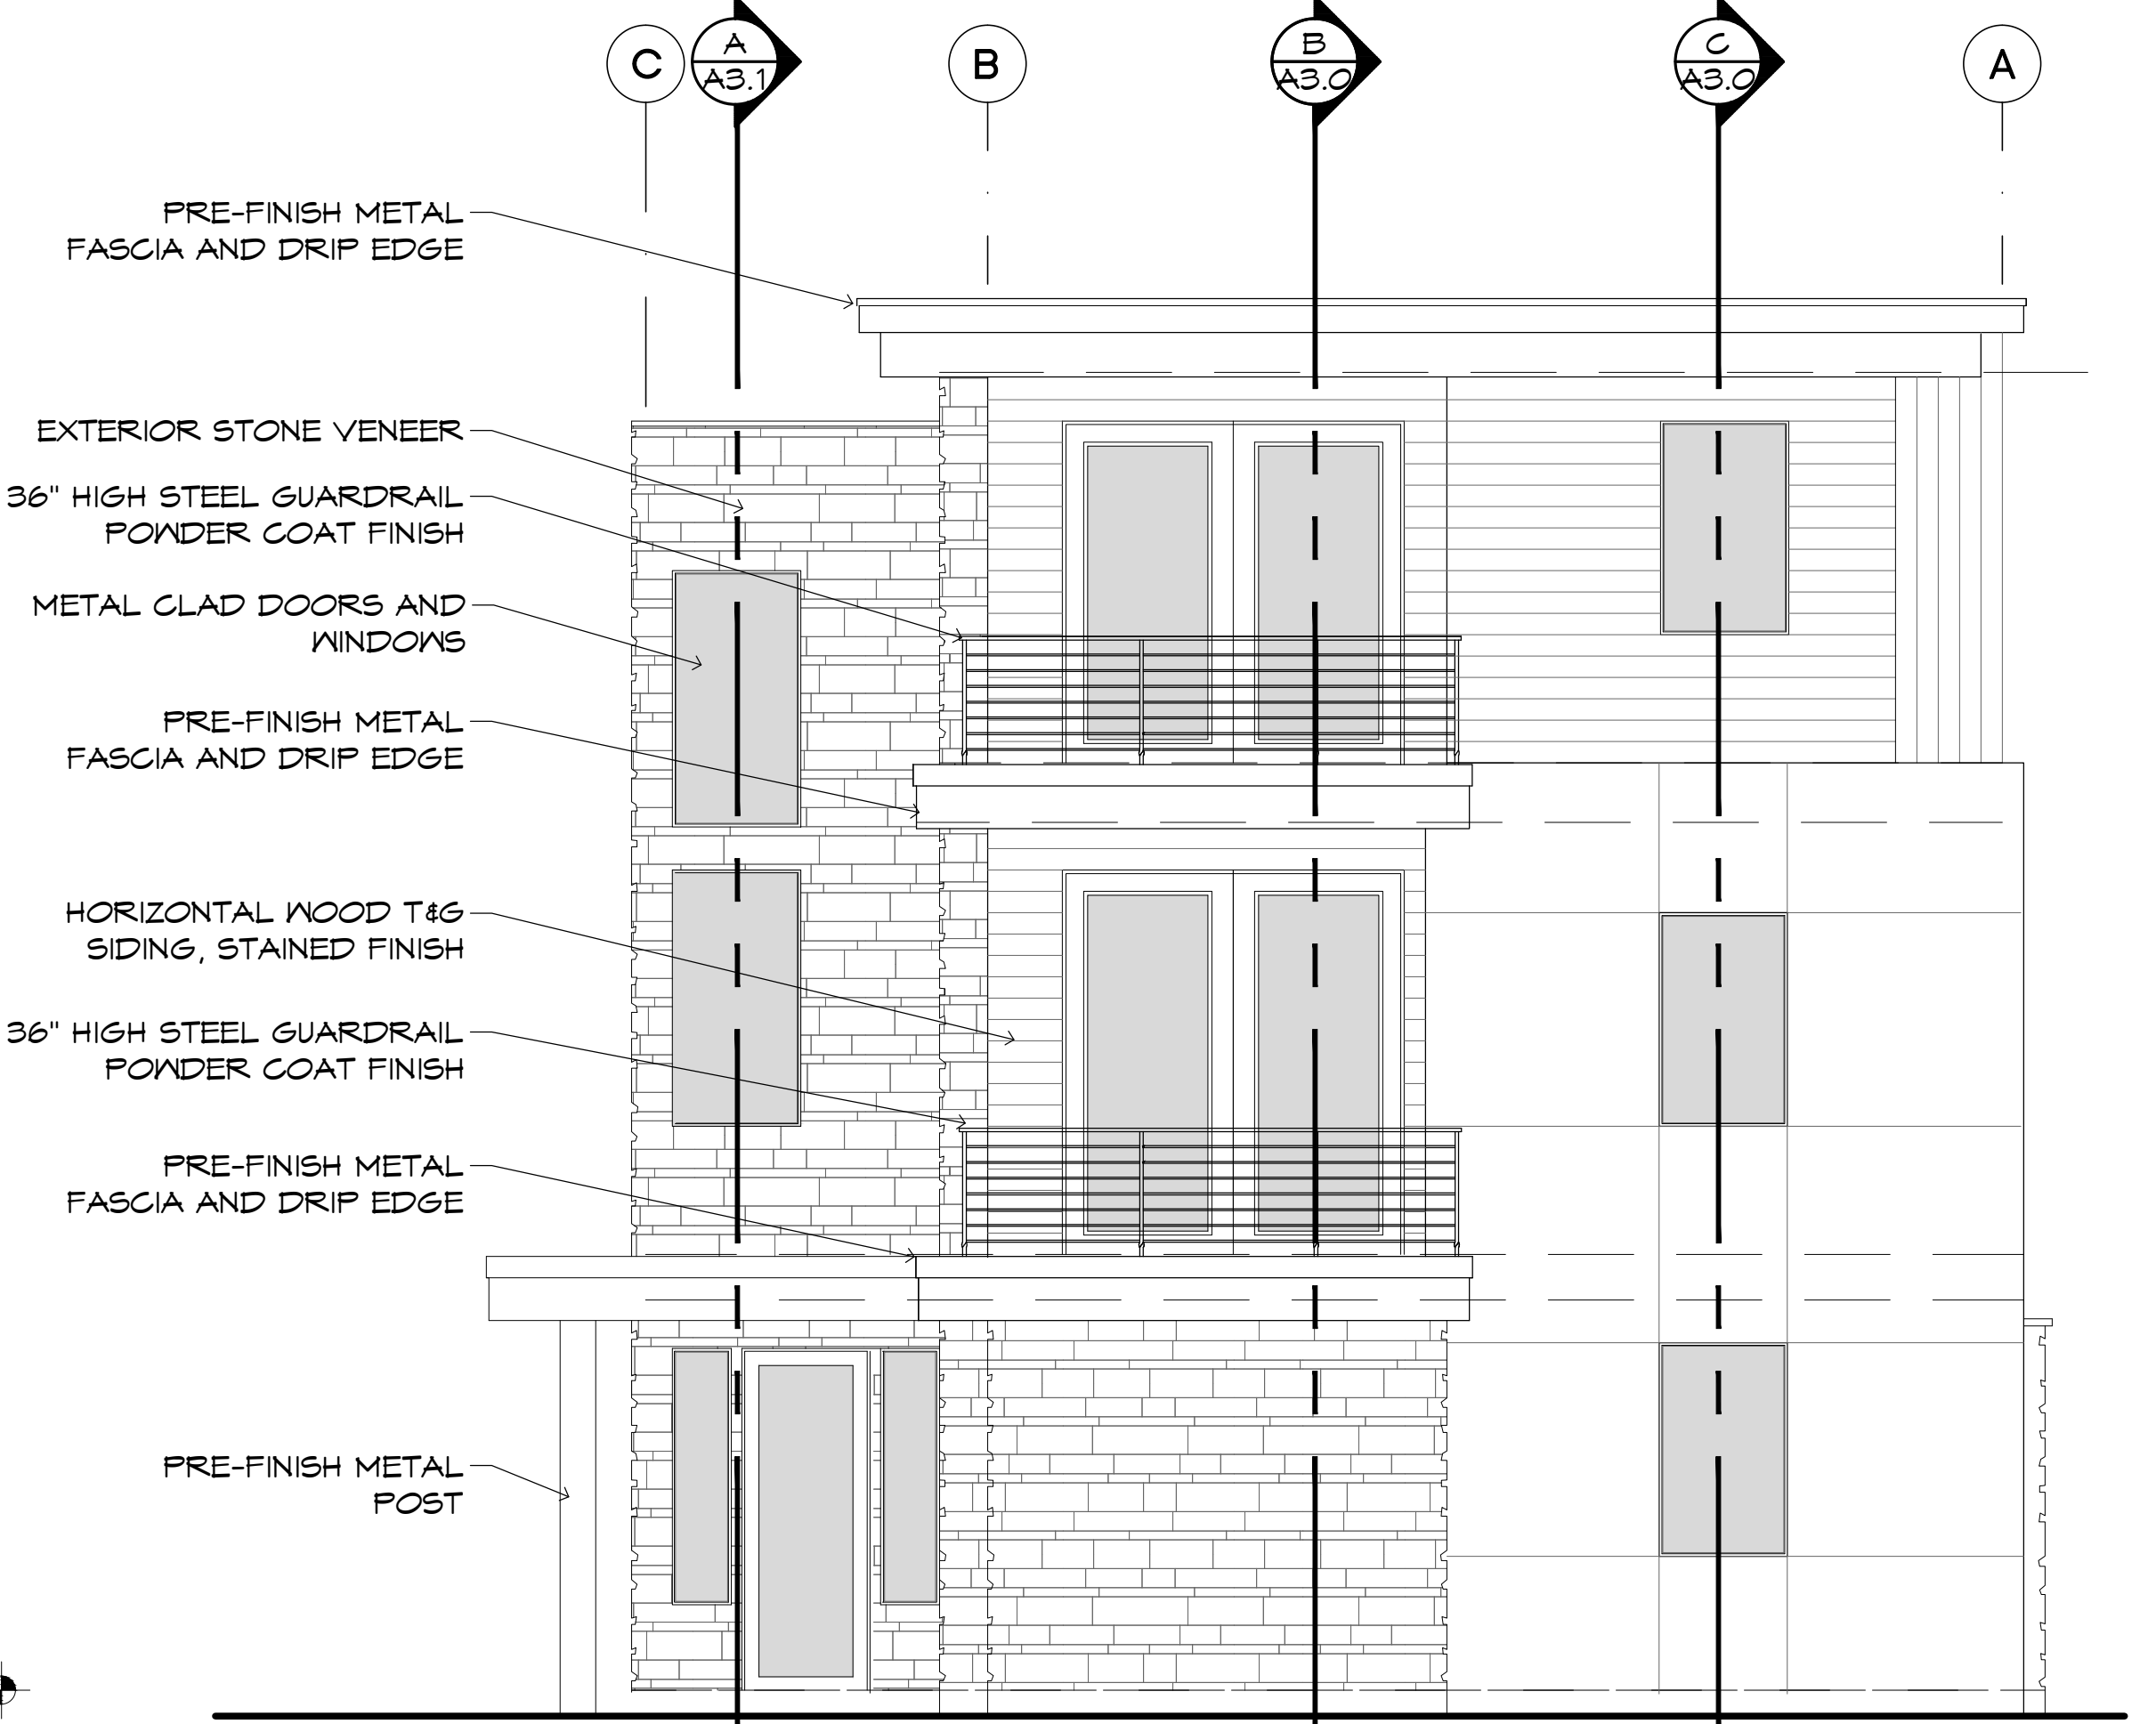 C
A
A3.1
B
B
A3.0
C
A3.0
A
PRE-FINISH METAL
FASCIA AND DRIP EDGE
EXTERIOR STONE VENEER
36" HIGH STEEL GUARDRAIL
POWDER COAT FINISH
METAL CLAD DOORS AND
WINDOWS
PRE-FINISH METAL
FASCIA AND DRIP EDGE
HORIZONTAL WOOD T&G
SIDING, STAINED FINISH
36" HIGH STEEL GUARDRAIL
POWDER COAT FINISH
PRE-FINISH METAL
FASCIA AND DRIP EDGE
PRE-FINISH METAL
POST